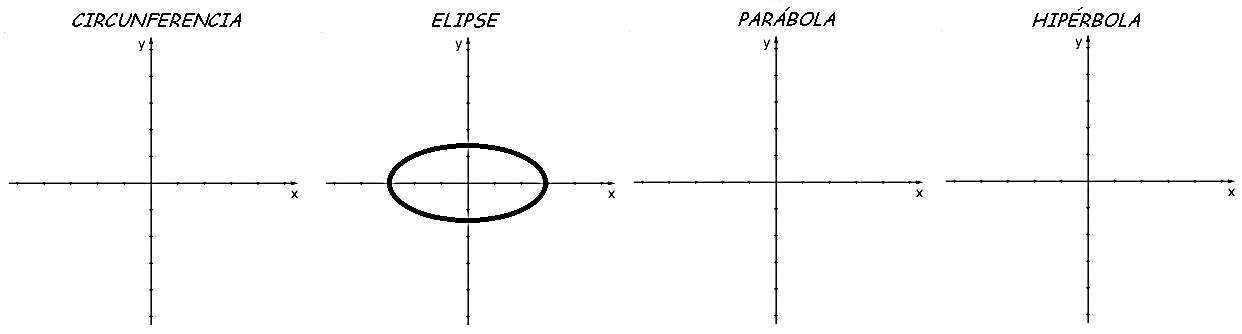 CIRCUNFERENCIA
y
x
ELIPSE
y
x
PARÁBOLA
y
x
HIPÉRBOLA
y
x